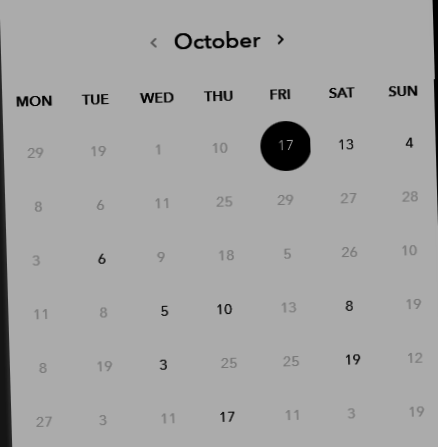 ‹ October ›
MON TUE WED THU FRI SAT SUN
29 19 1 10 17 13 4
8 6 11 25 29 27 28
3 6 9 18 5 26 10
11 8 5 10 13 8 19
8 19 3 25 25 19 12
27 3 11 17 11 3 19